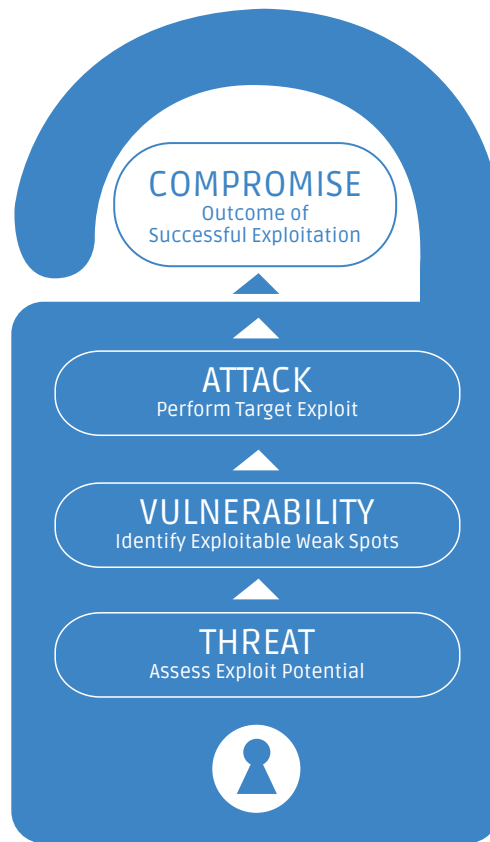 COMPROMISE
Outcome of
Successful Exploitation
ATTACK
Perform Target Exploit
VULNERABILITY
Identify Exploitable Weak Spots
THREAT
Assess Exploit Potential